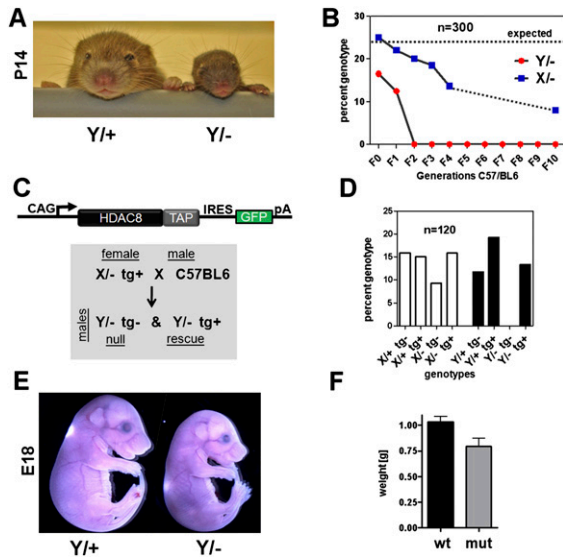 A
P14
Y/+ Y/-
B
n=300
expected
Y/-
X/-
percent genotype
25
20
15
10
5
0
F0 F1 F2 F3 F4 F5 F6 F7 F8 F9 F10
Generations C57/BL6
C
CAG IRES pA
HDAC8 TAP GFP
female male
X/- tg+ X C57BL6
males
Y/- tg- & Y/- tg+
null rescue
D
n=120
percent genotype
25
20
15
10
5
0
X/+ tg- X/+ tg+ X/- tg- X/- tg+ Y/+ tg- Y/+ tg+ Y/- tg- Y/- tg+
genotypes
E
E18
Y/+ Y/-
F
weight[g]
1.00
0.75
0.50
0.25
0.00
wt mut